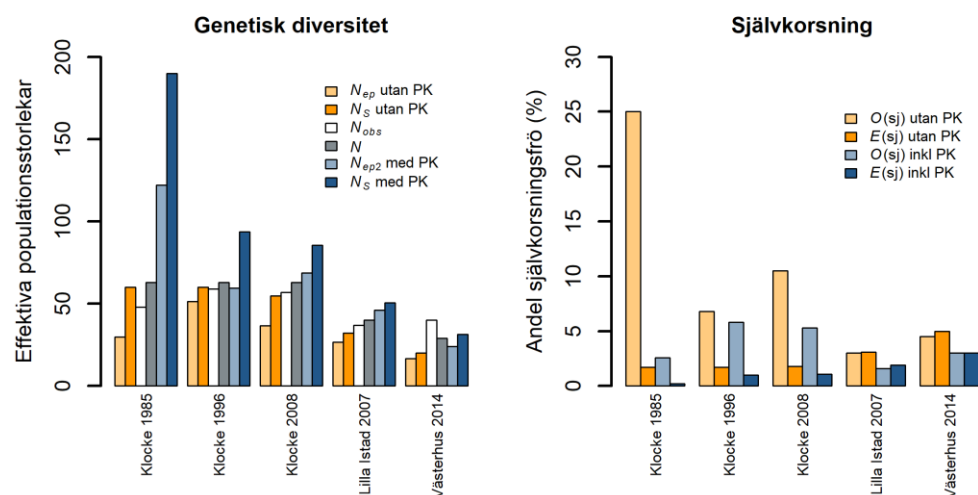 Genetisk diversitet
Effektiva populationsstorlekar
200
150
100
50
0
N_ep utan PK
N_S utan PK
N_obs
N
N_ep2 med PK
N_S med PK
Klocke 1985
Klocke 1996
Klocke 2008
Lilla Istad 2007
Västerhus 2014
Självkorsning
Andel självkorsningsfrö (%)
30
25
20
15
10
5
0
O(sj) utan PK
E(sj) utan PK
O(sj) inkl PK
E(sj) inkl PK
Klocke 1985
Klocke 1996
Klocke 2008
Lilla Istad 2007
Västerhus 2014